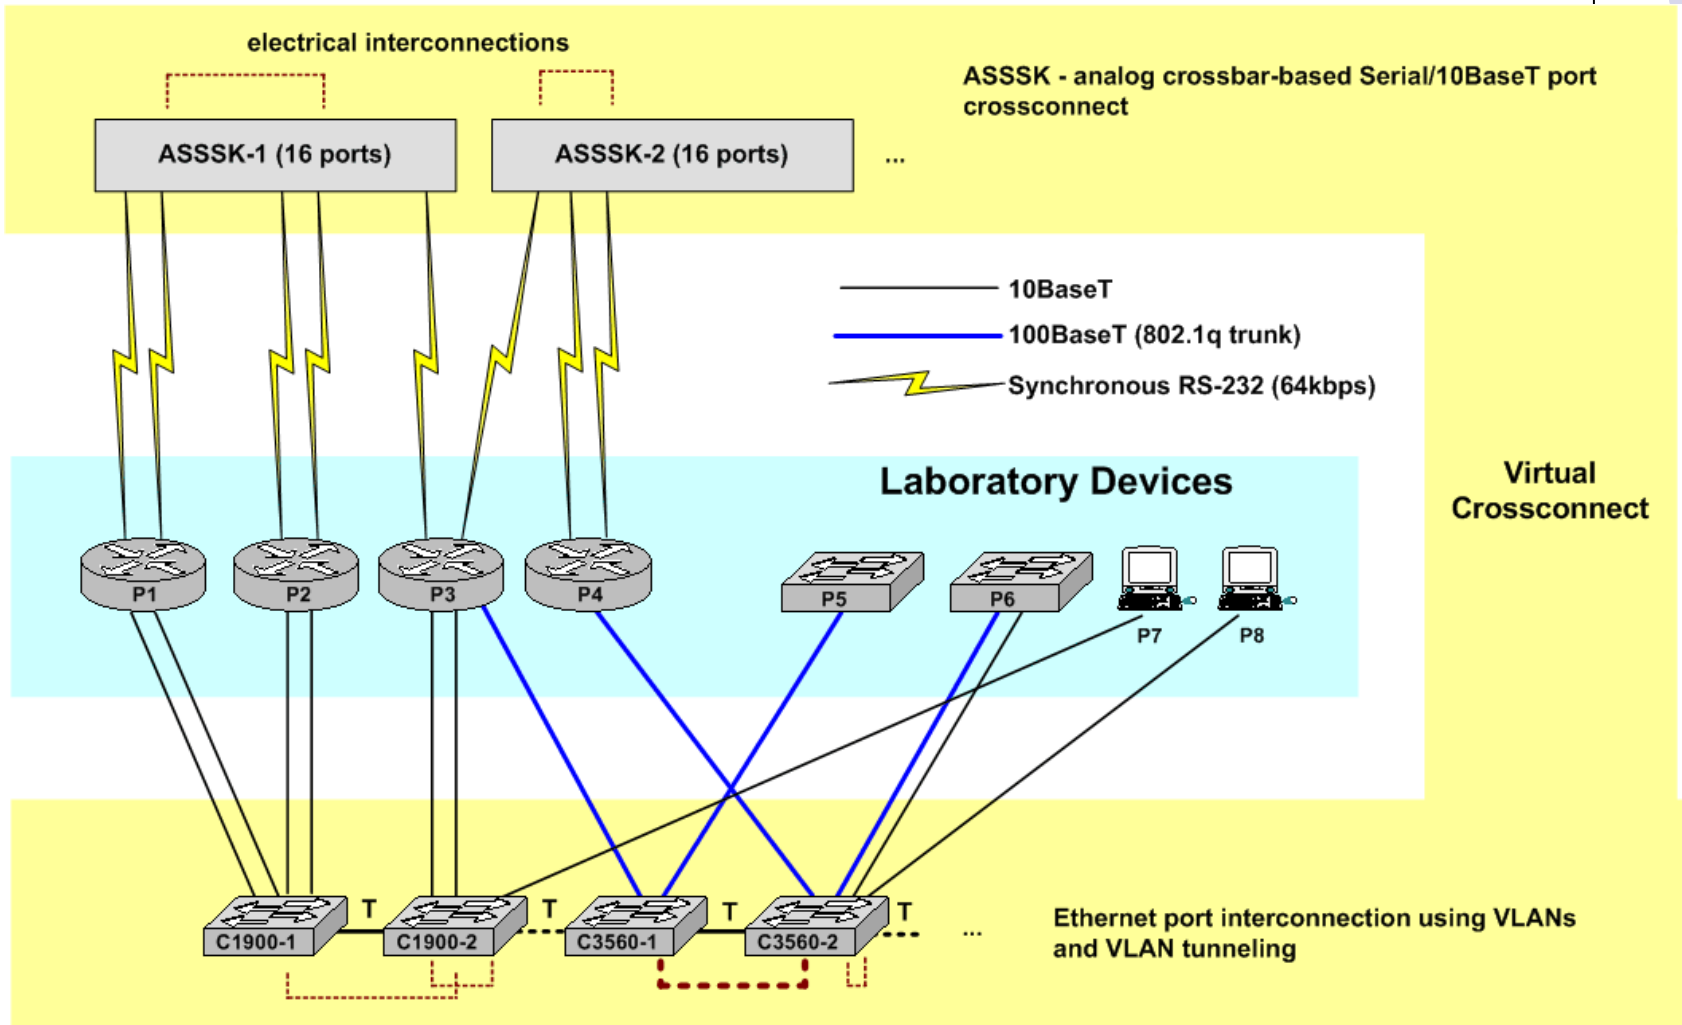 electrical interconnections
ASSSK - analog crossbar-based Serial/10BaseT port
crossconnect
ASSSK-1 (16 ports)
ASSSK-2 (16 ports)
...
10BaseT
100BaseT (802.1q trunk)
Synchronous RS-232 (64kbps)
Laboratory Devices
Virtual
Crossconnect
P1
P2
P3
P4
P5
P6
P7
P8
T
T
T
T
C1900-1
C1900-2
C3560-1
C3560-2
...
Ethernet port interconnection using VLANs
and VLAN tunneling